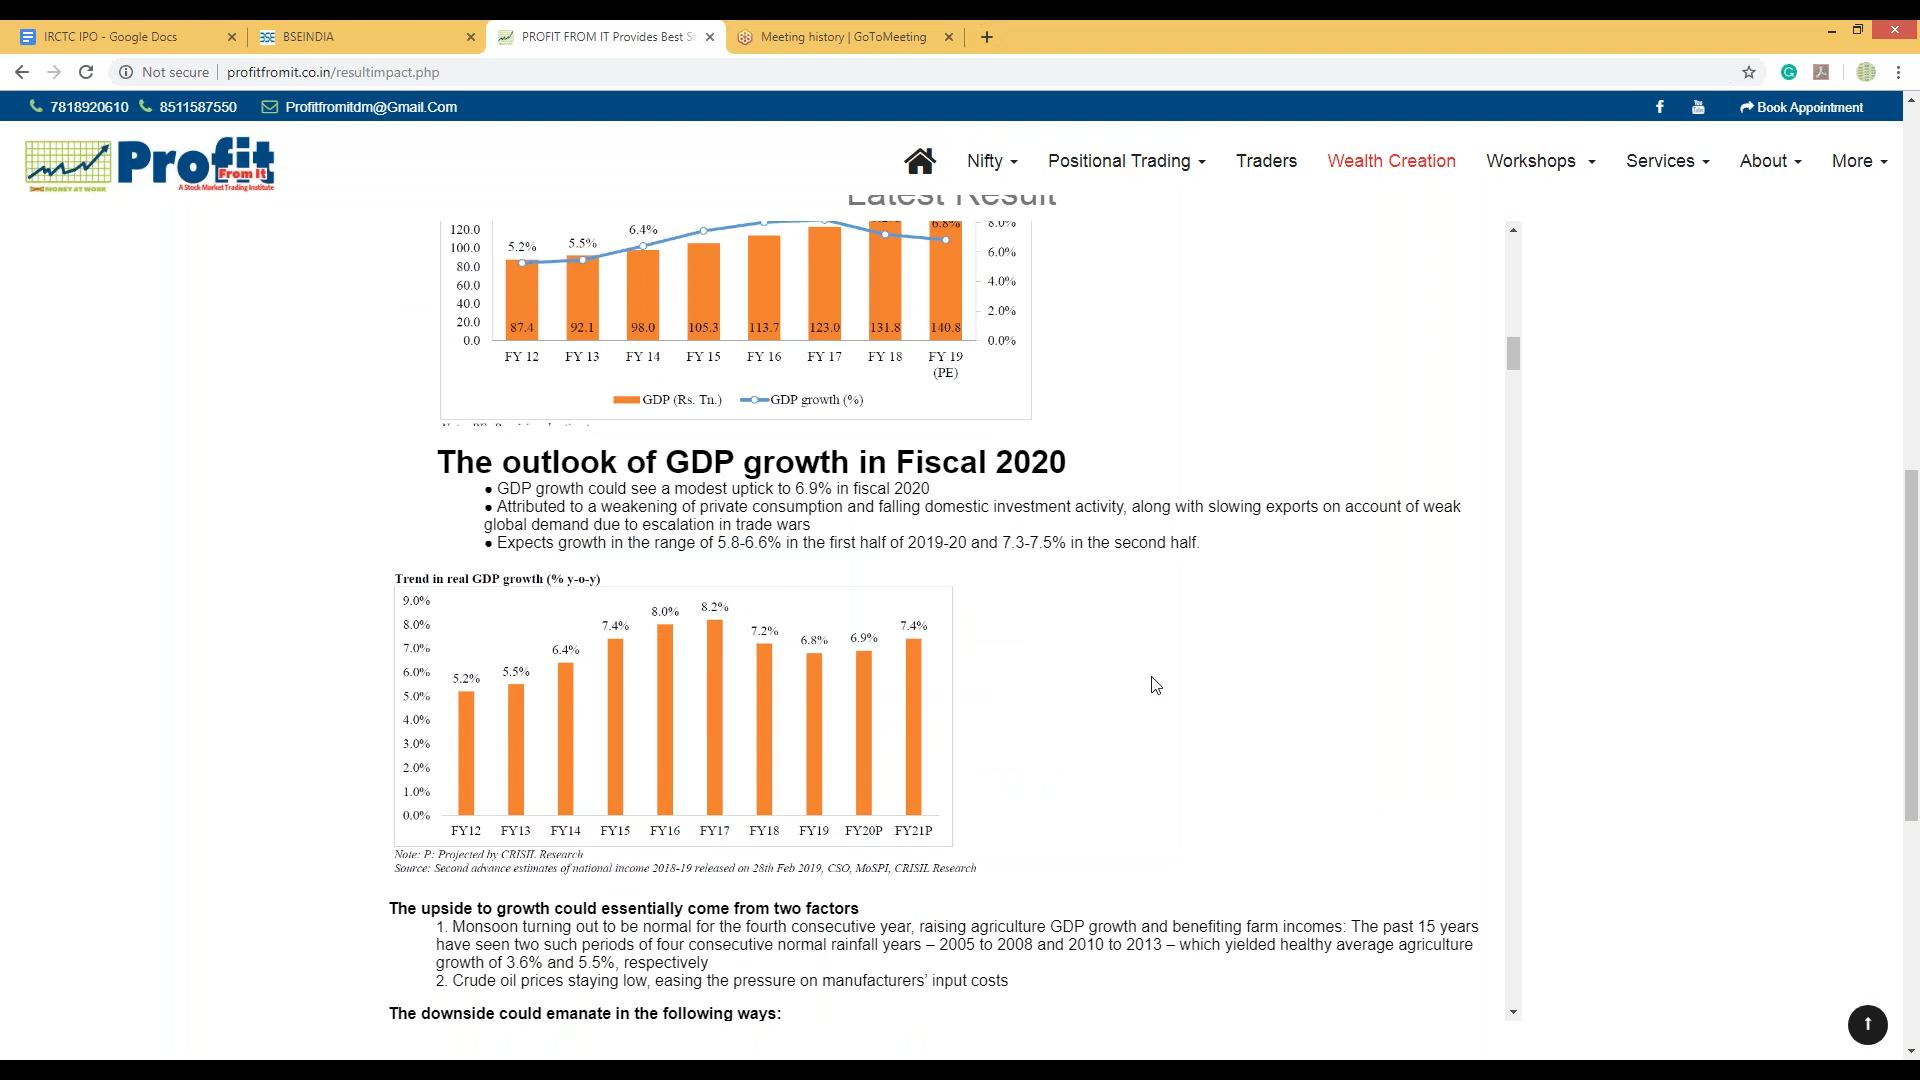 IRCTC IPO - Google Docs
BSEINDIA
PROFIT FROM IT Provides Best S
Meeting history | GoToMeeting
Not secure
profitfromit.co.in/resultimpact.php
7818920610 8511587550 Profitfromitdm@Gmail.Com
Book Appointment
Profit
From It
MONEY AT WORK
A Stock Market Trading Institute
Nifty Positional Trading Traders Wealth Creation Workshops Services About More
Latest Result
120.0
100.0
80.0
60.0
40.0
20.0
0.0
5.2% 5.5% 6.4% 6.8%
8.0%
6.0%
4.0%
2.0%
0.0%
87.4 92.1 98.0 105.3 113.7 123.0 131.8 140.8
FY 12 FY 13 FY 14 FY 15 FY 16 FY 17 FY 18 FY 19
(PE)
GDP (Rs. Tn.) GDP growth (%)
The outlook of GDP growth in Fiscal 2020
● GDP growth could see a modest uptick to 6.9% in fiscal 2020
● Attributed to a weakening of private consumption and falling domestic investment activity, along with slowing exports on account of weak
global demand due to escalation in trade wars
● Expects growth in the range of 5.8-6.6% in the first half of 2019-20 and 7.3-7.5% in the second half.
Trend in real GDP growth (% y-o-y)
9.0%
8.0%
7.0%
6.0%
5.0%
4.0%
3.0%
2.0%
1.0%
0.0%
5.2% 5.5% 6.4% 7.4% 8.0% 8.2% 7.2% 6.8% 6.9% 7.4%
FY12 FY13 FY14 FY15 FY16 FY17 FY18 FY19 FY20P FY21P
Note: P: Projected by CRISIL Research
Source: Second advance estimates of national income 2018-19 released on 28th Feb 2019, CSO, MoSPI, CRISIL Research
The upside to growth could essentially come from two factors
1. Monsoon turning out to be normal for the fourth consecutive year, raising agriculture GDP growth and benefiting farm incomes: The past 15 years
have seen two such periods of four consecutive normal rainfall years – 2005 to 2008 and 2010 to 2013 – which yielded healthy average agriculture
growth of 3.6% and 5.5%, respectively
2. Crude oil prices staying low, easing the pressure on manufacturers’ input costs
The downside could emanate in the following ways: